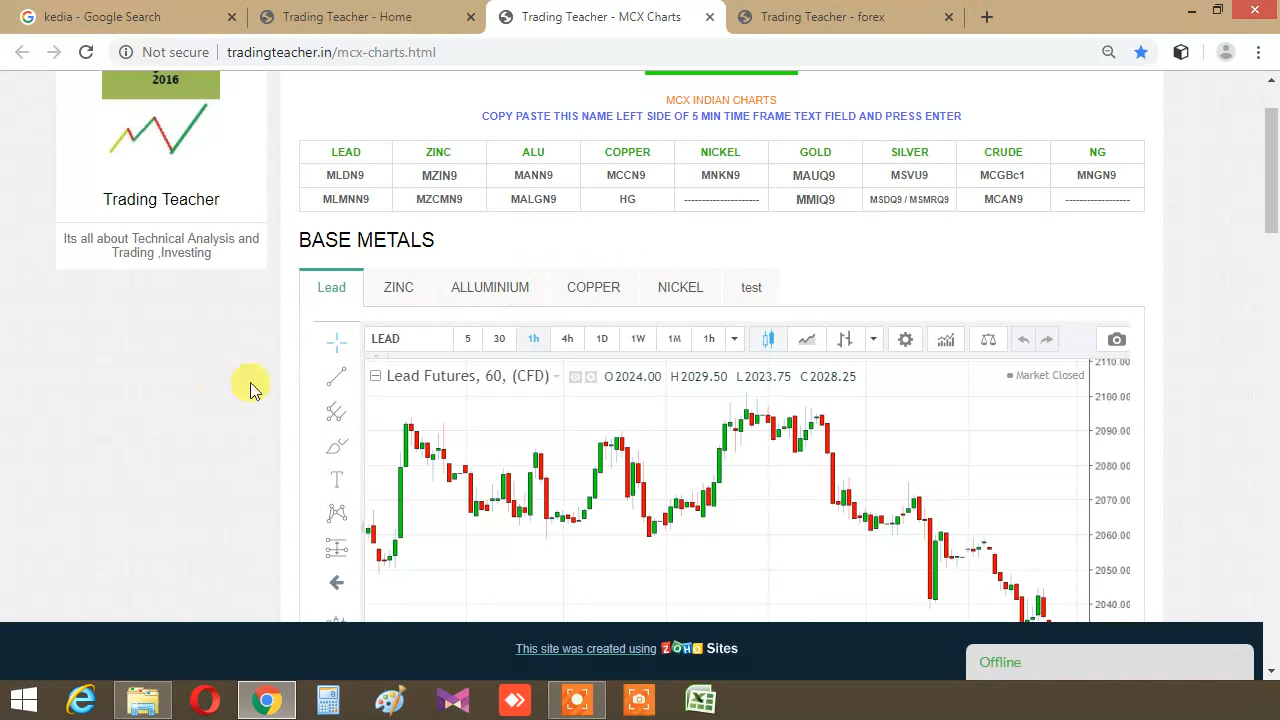 kedia - Google Search
Trading Teacher - Home
Trading Teacher - MCX Charts
Trading Teacher - forex
Not secure
tradingteacher.in/mcx-charts.html
2016
Trading Teacher
Its all about Technical Analysis and
Trading ,Investing
MCX INDIAN CHARTS
COPY PASTE THIS NAME LEFT SIDE OF 5 MIN TIME FRAME TEXT FIELD AND PRESS ENTER
LEAD ZINC ALU COPPER NICKEL GOLD SILVER CRUDE NG
MLDN9 MZIN9 MANN9 MCCN9 MNKN9 MAUQ9 MSVU9 MCGBc1 MNGN9
MLMNN9 MZCMN9 MALGN9 HG --------------------- MMIQ9 MSDQ9 / MSMRQ9 MCAN9 ------------------
BASE METALS
Lead ZINC ALLUMINIUM COPPER NICKEL test
LEAD 5 30 1h 4h 1D 1W 1M 1h
Lead Futures, 60, (CFD) O2024.00 H2029.50 L2023.75 C2028.25
Market Closed
2110.00
2100.00
2090.00
2080.00
2070.00
2060.00
2050.00
2040.00
This site was created using ZOHO Sites
Offline